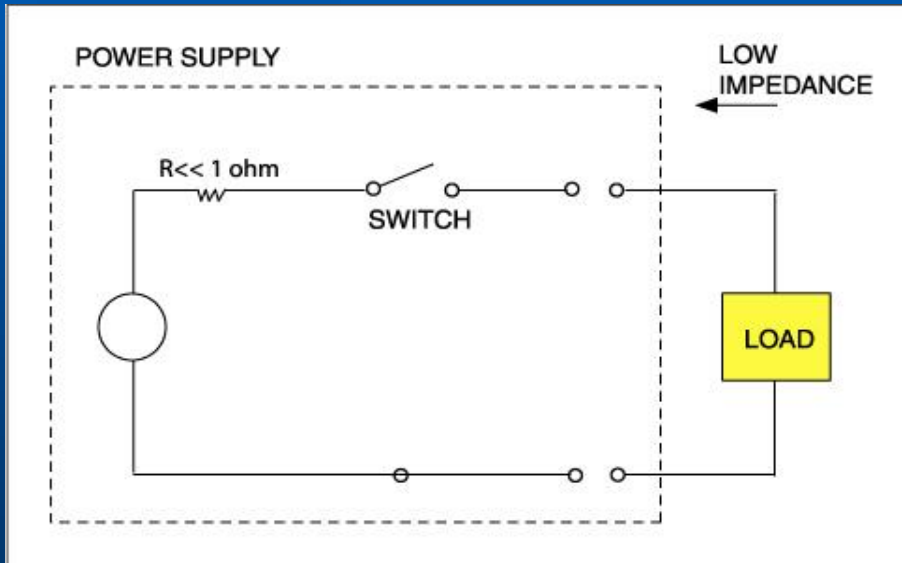 POWER SUPPLY
LOW
IMPEDANCE
R<< 1 ohm
SWITCH
LOAD